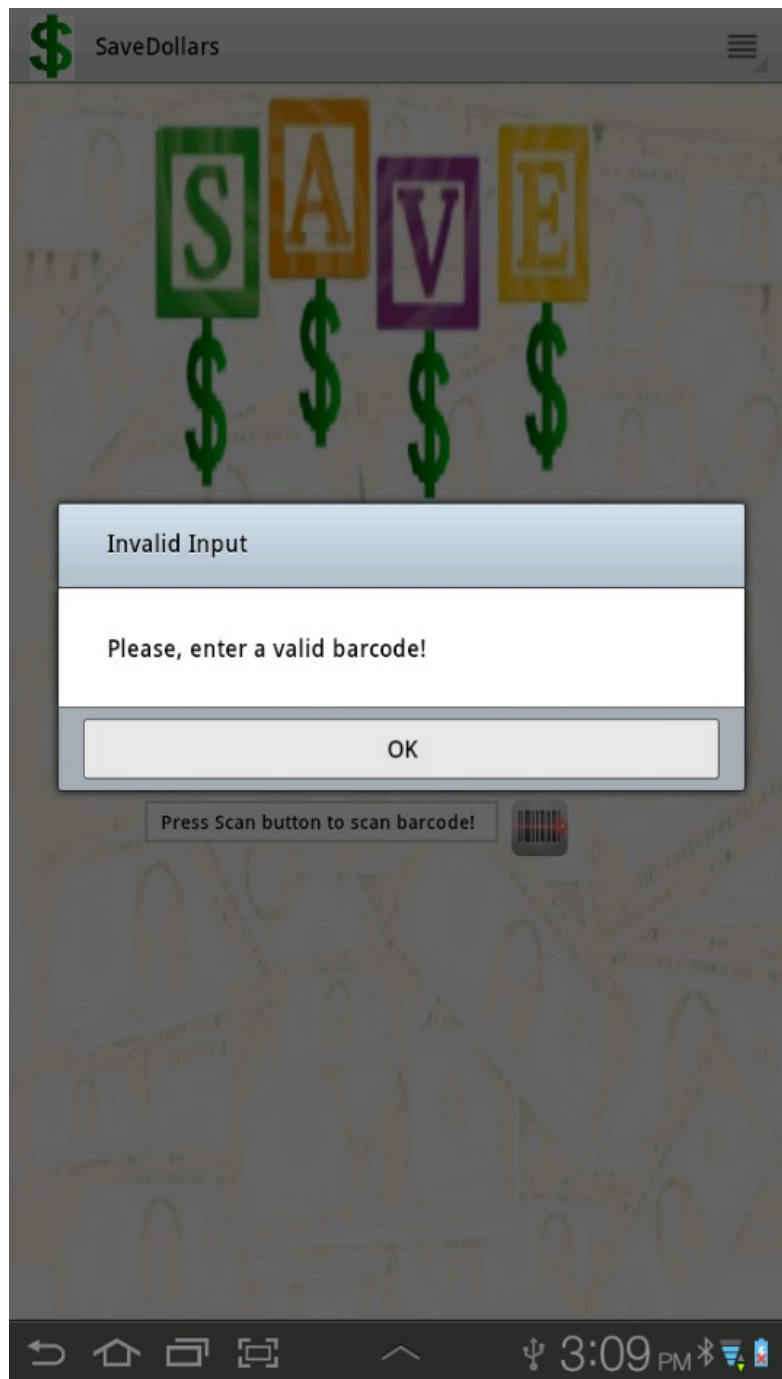 SaveDollars
S A V E
$ $ $ $
Invalid Input
Please, enter a valid barcode!
OK
Press Scan button to scan barcode!
3:09 PM